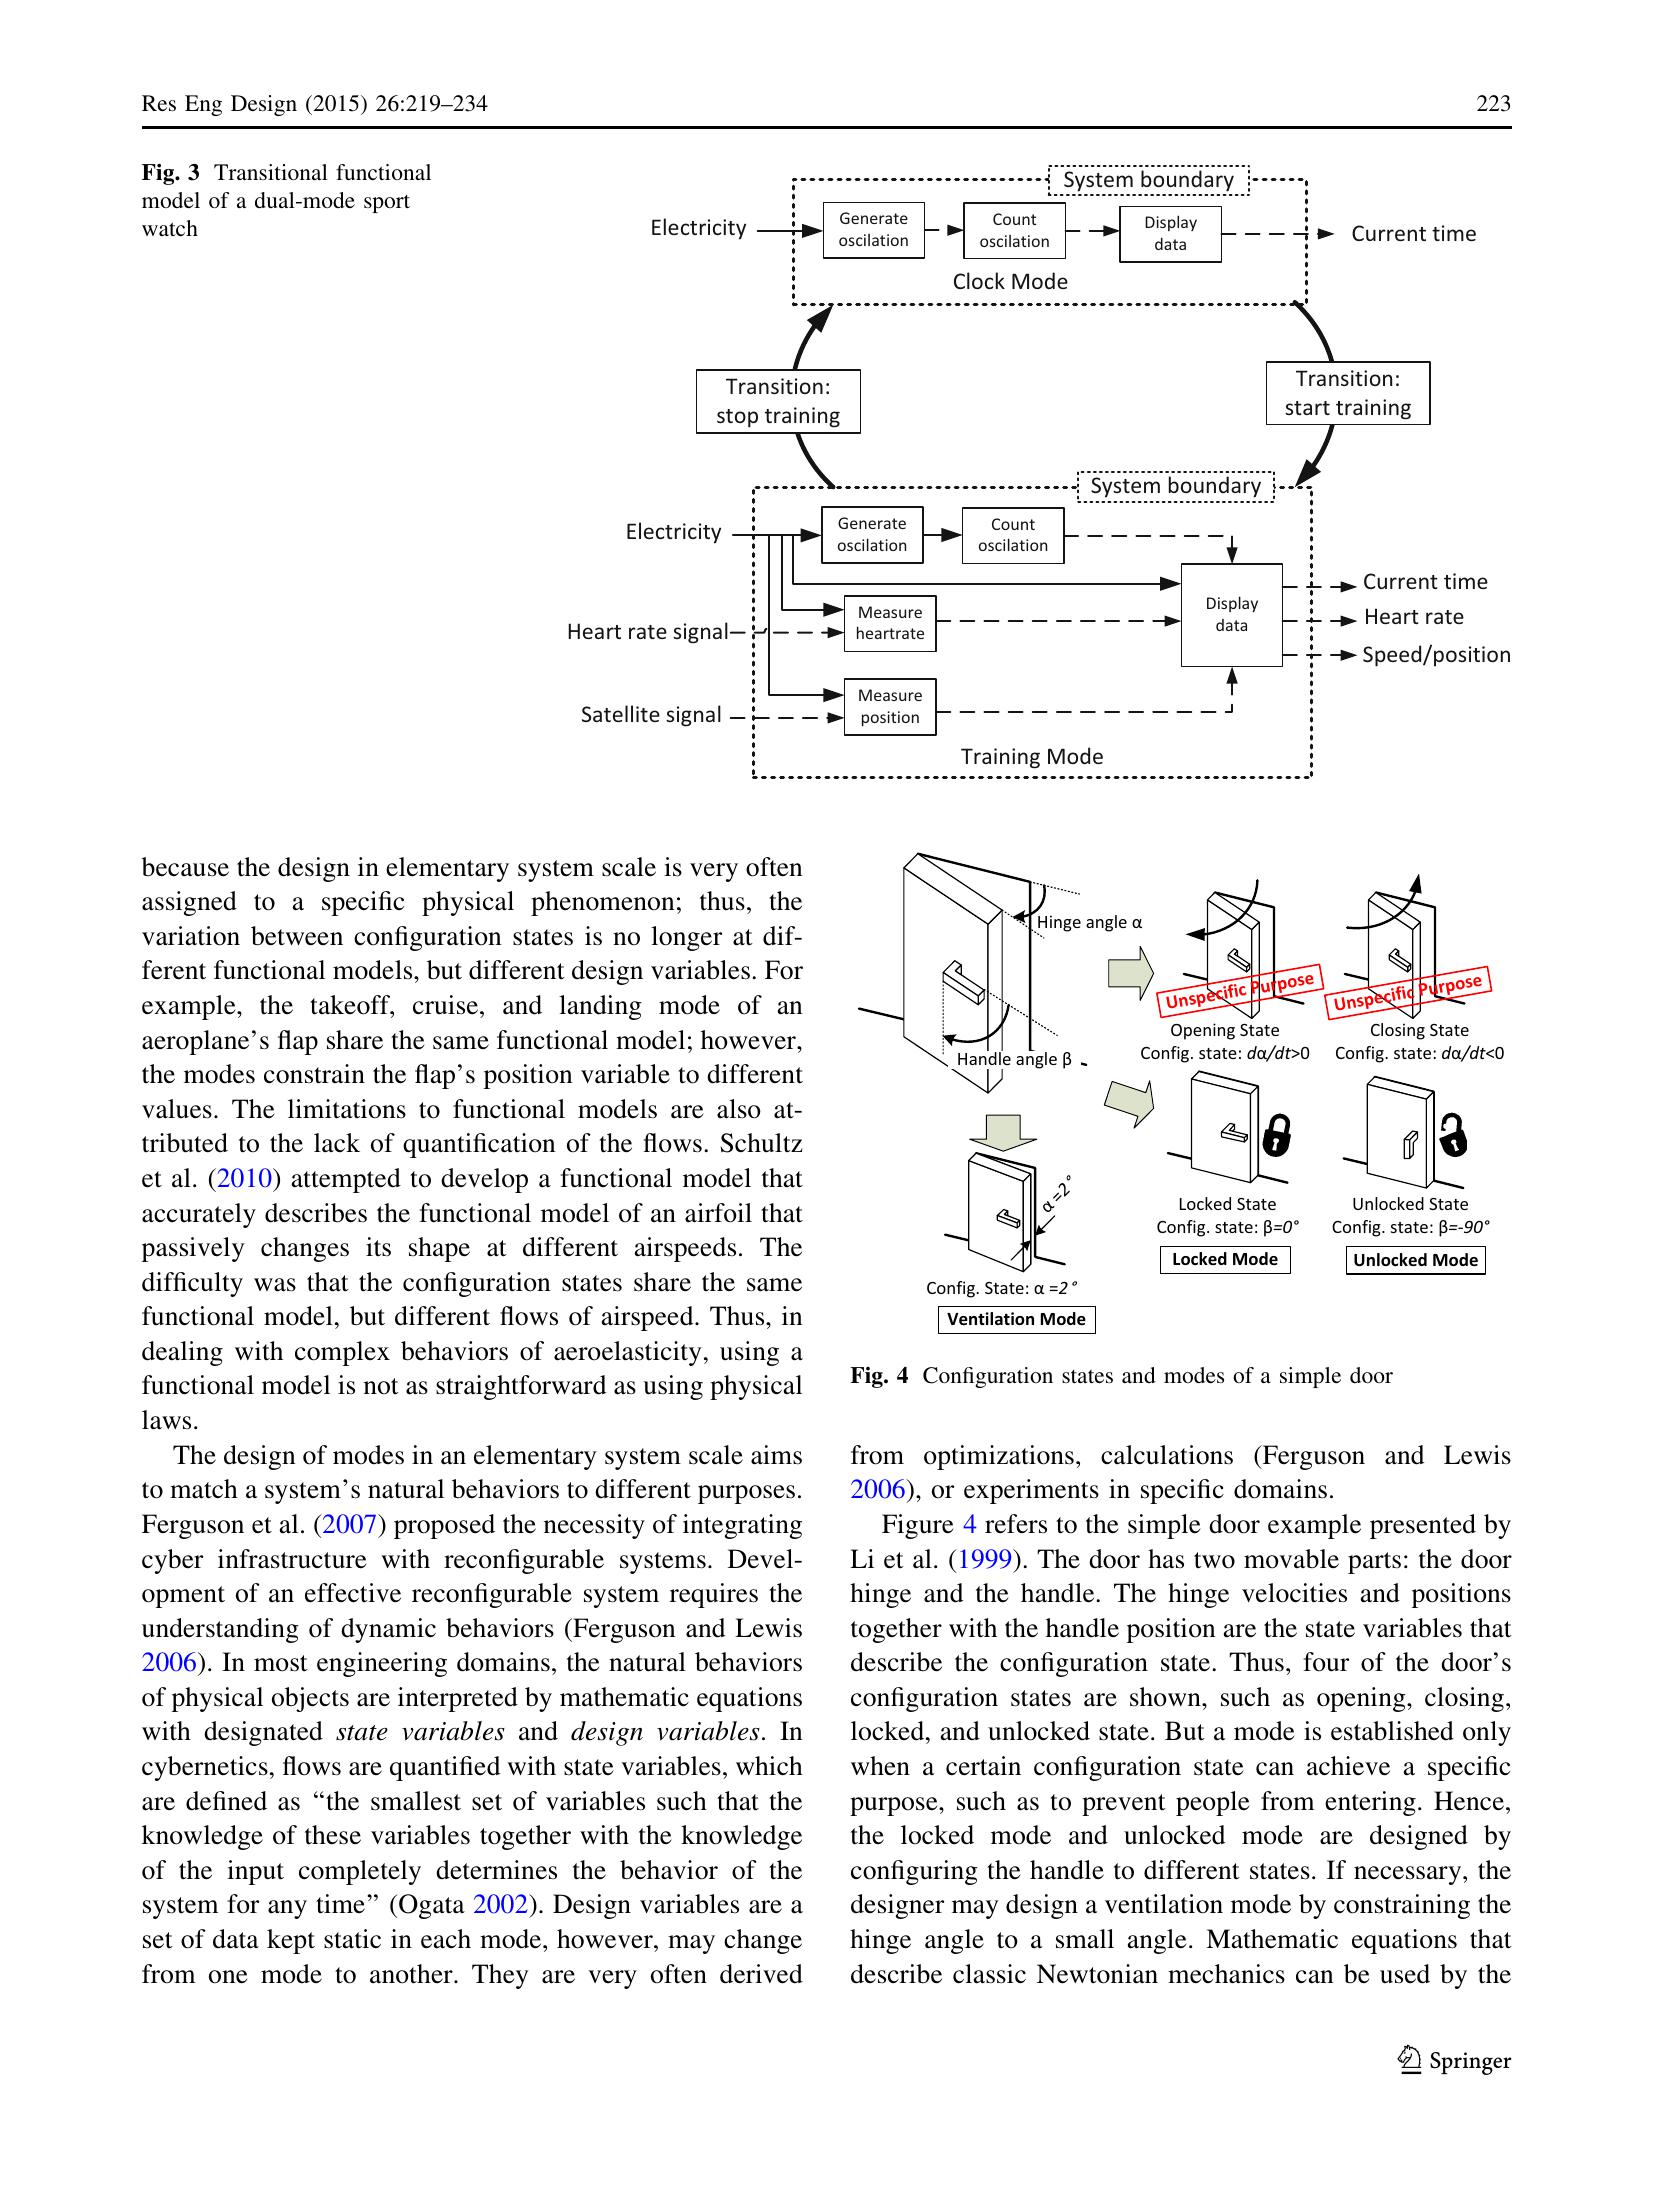 Res Eng Design (2015) 26:219–234
223
Fig. 3 Transitional functional
model of a dual-mode sport
watch
System boundary
Electricity
Generate
oscilation
Count
oscilation
Display
data
Current time
Clock Mode
Transition:
stop training
Transition:
start training
System boundary
Electricity
Generate
oscilation
Count
oscilation
Display
data
Current time
Heart rate
Speed/position
Heart rate signal
Measure
heartrate
Satellite signal
Measure
position
Training Mode
because the design in elementary system scale is very often
assigned to a specific physical phenomenon; thus, the
variation between configuration states is no longer at dif-
ferent functional models, but different design variables. For
example, the takeoff, cruise, and landing mode of an
aeroplane's flap share the same functional model; however,
the modes constrain the flap's position variable to different
values. The limitations to functional models are also at-
tributed to the lack of quantification of the flows. Schultz
et al. (2010) attempted to develop a functional model that
accurately describes the functional model of an airfoil that
passively changes its shape at different airspeeds. The
difficulty was that the configuration states share the same
functional model, but different flows of airspeed. Thus, in
dealing with complex behaviors of aeroelasticity, using a
functional model is not as straightforward as using physical
laws.
The design of modes in an elementary system scale aims
to match a system's natural behaviors to different purposes.
Ferguson et al. (2007) proposed the necessity of integrating
cyber infrastructure with reconfigurable systems. Devel-
opment of an effective reconfigurable system requires the
understanding of dynamic behaviors (Ferguson and Lewis
2006). In most engineering domains, the natural behaviors
of physical objects are interpreted by mathematic equations
with designated state variables and design variables. In
cybernetics, flows are quantified with state variables, which
are defined as “the smallest set of variables such that the
knowledge of these variables together with the knowledge
of the input completely determines the behavior of the
system for any time” (Ogata 2002). Design variables are a
set of data kept static in each mode, however, may change
from one mode to another. They are very often derived
Hinge angle α
Handle angle β
Unspecific Purpose
Opening State
Config. state: dα/dt>0
Unspecific Purpose
Closing State
Config. state: dα/dt<0
Locked State
Config. state: β=0°
Locked Mode
Unlocked State
Config. state: β=-90°
Unlocked Mode
α =2°
Config. State: α =2°
Ventilation Mode
Fig. 4 Configuration states and modes of a simple door
from optimizations, calculations (Ferguson and Lewis
2006), or experiments in specific domains.
Figure 4 refers to the simple door example presented by
Li et al. (1999). The door has two movable parts: the door
hinge and the handle. The hinge velocities and positions
together with the handle position are the state variables that
describe the configuration state. Thus, four of the door's
configuration states are shown, such as opening, closing,
locked, and unlocked state. But a mode is established only
when a certain configuration state can achieve a specific
purpose, such as to prevent people from entering. Hence,
the locked mode and unlocked mode are designed by
configuring the handle to different states. If necessary, the
designer may design a ventilation mode by constraining the
hinge angle to a small angle. Mathematic equations that
describe classic Newtonian mechanics can be used by the
Springer